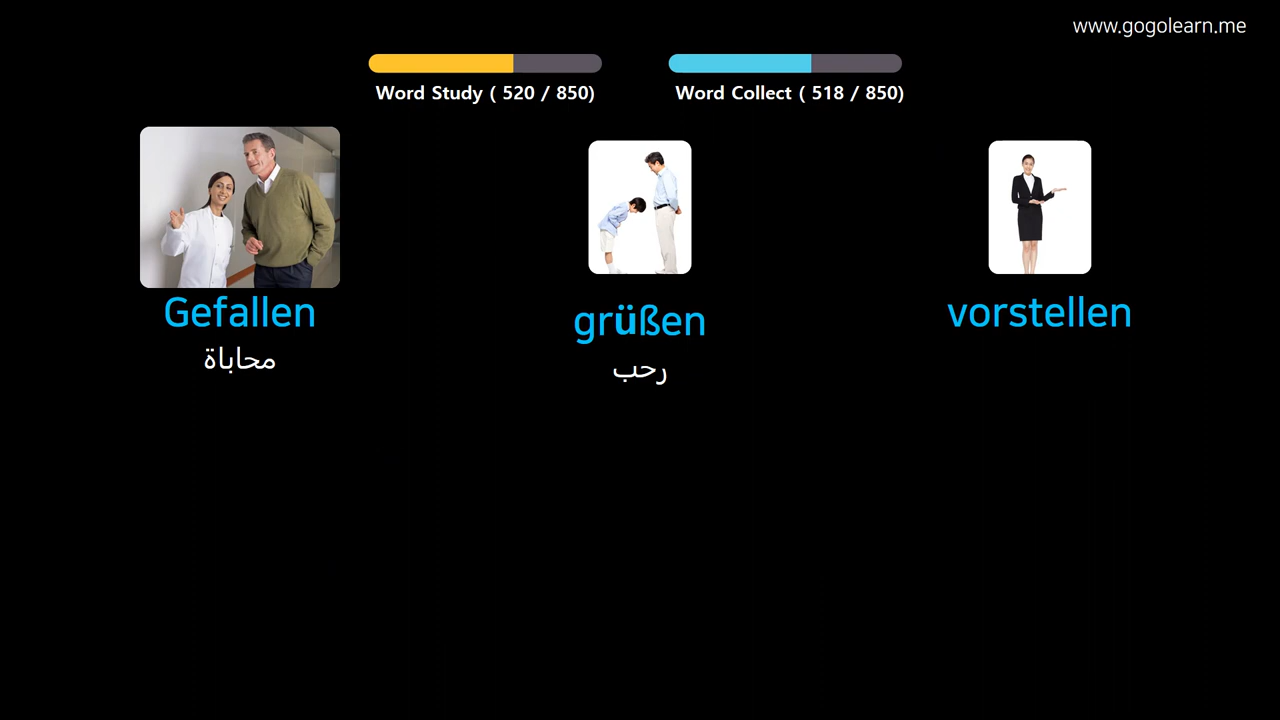 www.gogolearn.me
Word Study ( 520 / 850)
Word Collect ( 518 / 850)
Gefallen
محاباة
grüßen
رحب
vorstellen